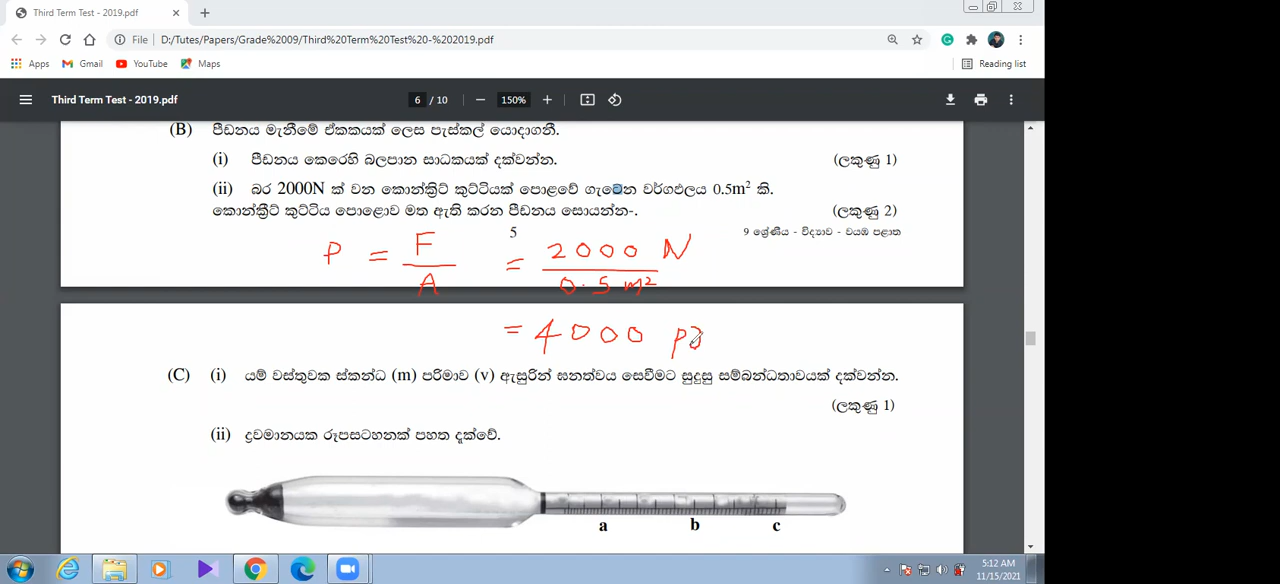 Third Term Test - 2019.pdf
File D:/Tutes/Papers/Grade%2009/Third%20Term%20Test%20-%202019.pdf
Apps Gmail YouTube Maps Reading list
Third Term Test - 2019.pdf 6 / 10 150%
(B) පීඩනය මැනීමේ ඒකකයක් ලෙස පැස්කල් යොදාගනී.
(i) පීඩනය කෙරෙහි බලපාන සාධකයක් දක්වන්න. (ලකුණු 1)
(ii) බර 2000N ක් වන කොන්ක්‍රිට් කුට්ටියක් පොළවේ ගැටෙන වර්ගඵලය 0.5m² කි.
කොන්ක්‍රීට් කුට්ටිය පොළොව මත ඇති කරන පීඩනය සොයන්න-. (ලකුණු 2)
5 9 ශ්‍රේණිය - විද්‍යාව - වයඹ පළාත
P = F/A = 2000 N/0.5 m²
= 4000 pa
(C) (i) යම් වස්තුවක ස්කන්ධ (m) පරිමාව (v) ඇසුරින් ඝනත්වය සෙවීමට සුදුසු සම්බන්ධතාවයක් දක්වන්න.
(ලකුණු 1)
(ii) ද්‍රවමානයක රූපසටහනක් පහත දැක්වේ.
a b c
5:12 AM
11/15/2021